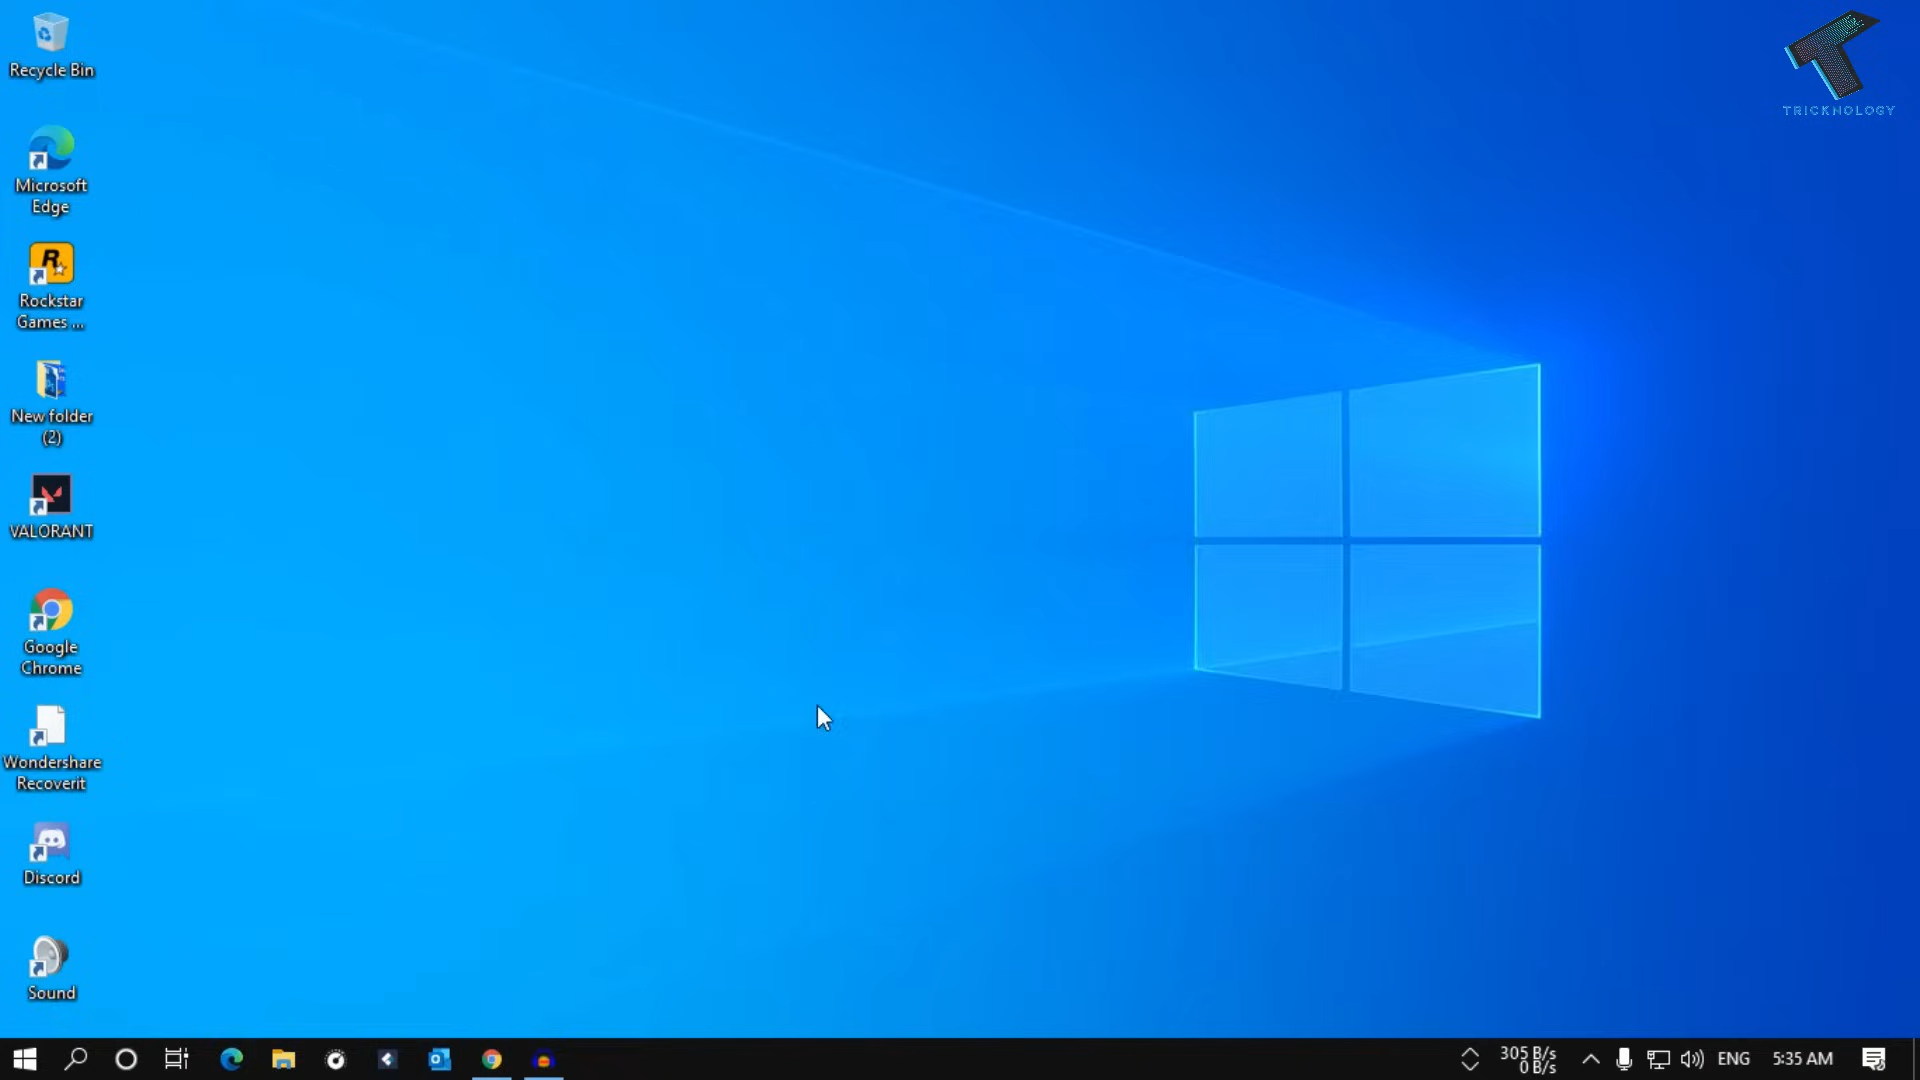 TRICKNOLOGY
Recycle Bin
Microsoft
Edge
Rockstar
Games ...
New folder
(2)
VALORANT
Google
Chrome
Wondershare
Recoverit
Discord
Sound
305 B/s
0 B/s
ENG
5:35 AM